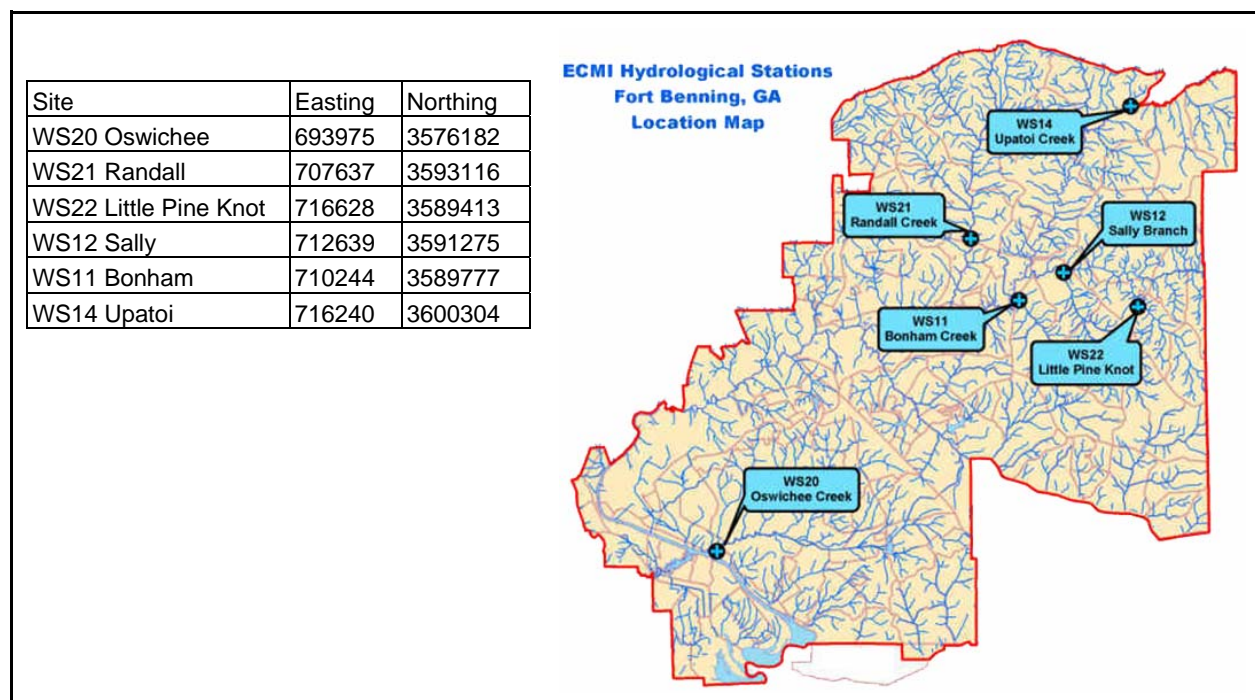 Site Easting Northing
WS20 Oswichee 693975 3576182
WS21 Randall 707637 3593116
WS22 Little Pine Knot 716628 3589413
WS12 Sally 712639 3591275
WS11 Bonham 710244 3589777
WS14 Upatoi 716240 3600304
ECMI Hydrological Stations
Fort Benning, GA
Location Map
WS14
Upatoi Creek
WS21
Randall Creek
WS12
Sally Branch
WS11
Bonham Creek
WS22
Little Pine Knot
WS20
Oswichee Creek